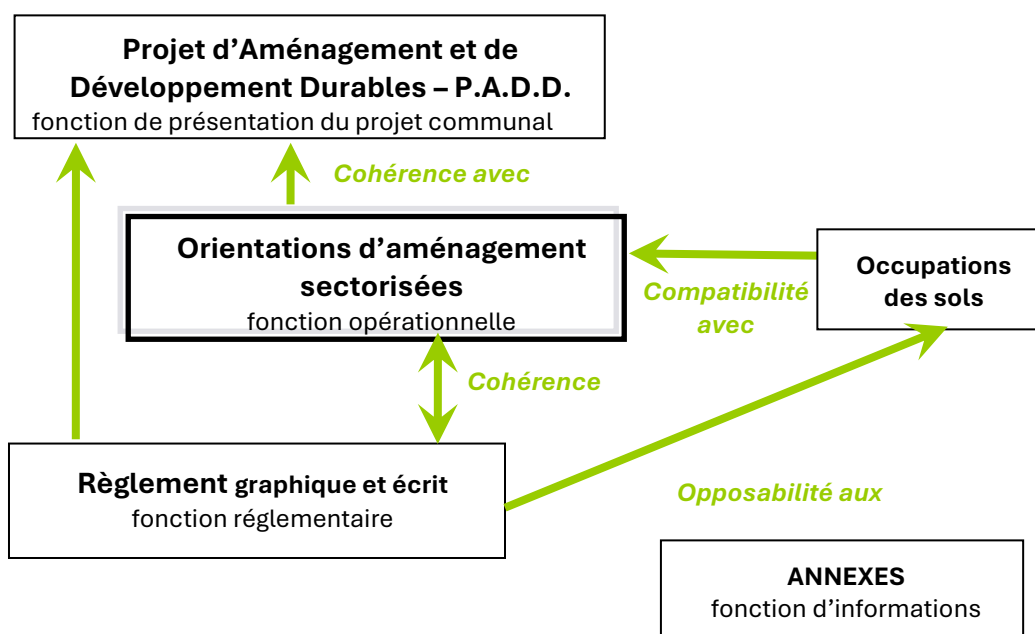 Projet d’Aménagement et de
Développement Durables – P.A.D.D.
fonction de présentation du projet communal
Cohérence avec
Orientations d’aménagement
sectorisées
fonction opérationnelle
Occupations
des sols
Compatibilité
avec
Cohérence
Règlement graphique et écrit
fonction réglementaire
Opposabilité aux
ANNEXES
fonction d’informations